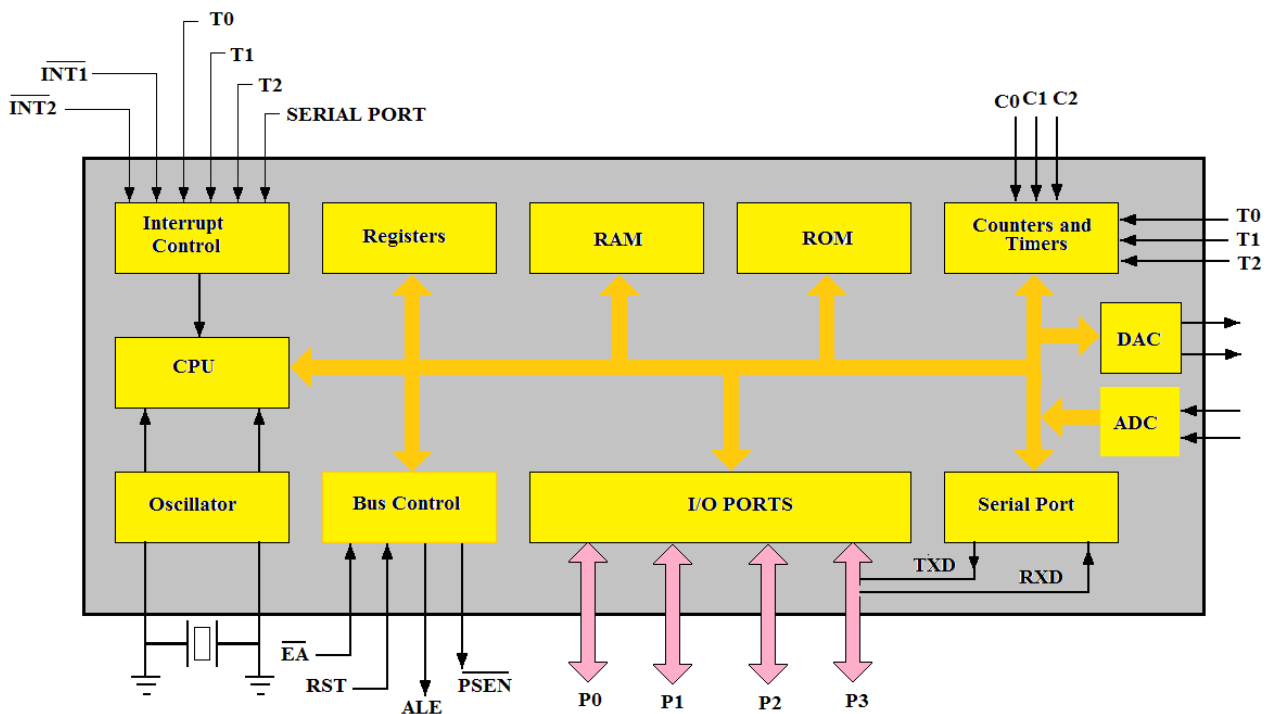 T0
T1
INT1
T2
INT2
SERIAL PORT
C0 C1 C2
Interrupt
Control
Registers
RAM
ROM
Counters and
Timers
T0
T1
T2
CPU
DAC
ADC
Oscillator
Bus Control
I/O PORTS
Serial Port
TXD
RXD
EA
RST
ALE
PSEN
P0
P1
P2
P3